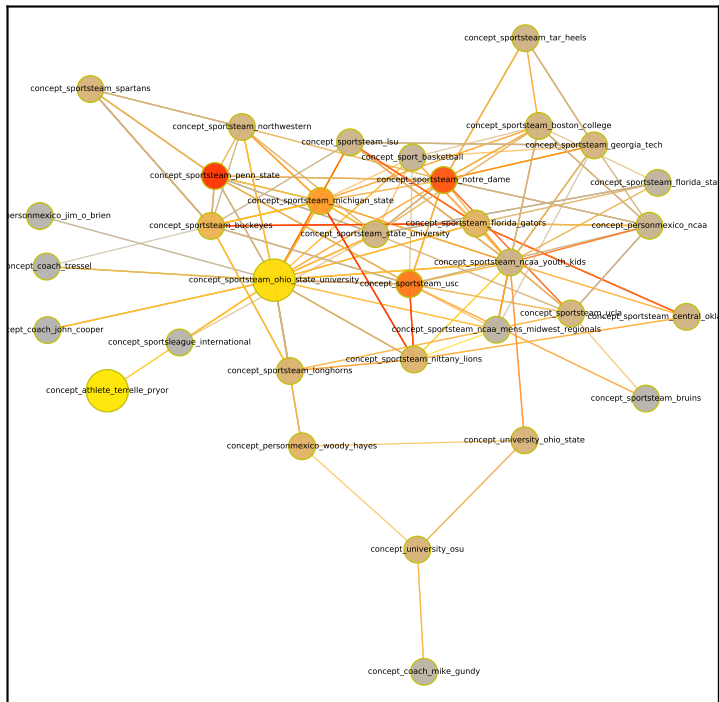 concept_sportsteam_tar_heels
concept_sportsteam_spartans
concept_sportsteam_northwestern
concept_sportsteam_boston_college
concept_sportsteam_lsu
concept_sportsteam_georgia_tech
concept_sport_basketball
concept_sportsteam_penn_state
concept_sportsteam_notre_dame
concept_sportsteam_florida_sta
concept_sportsteam_michigan_state
personmexico_jim_o_brien
concept_sportsteam_buckeyes
concept_sportsteam_florida_gators
concept_personmexico_ncaa
concept_sportsteam_state_university
concept_sportsteam_ncaa_youth_kids
concept_coach_tressel
concept_sportsteam_ohio_state_university
concept_sportsteam_usc
concept_sportsteam_ucla
concept_sportsteam_central_okla
cept_coach_john_cooper
concept_sportsteam_ncaa_mens_midwest_regionals
concept_sportsleague_international
concept_sportsteam_nittany_lions
concept_sportsteam_longhorns
concept_athlete_terrelle_pryor
concept_sportsteam_bruins
concept_university_ohio_state
concept_personmexico_woody_hayes
concept_university_osu
concept_coach_mike_gundy